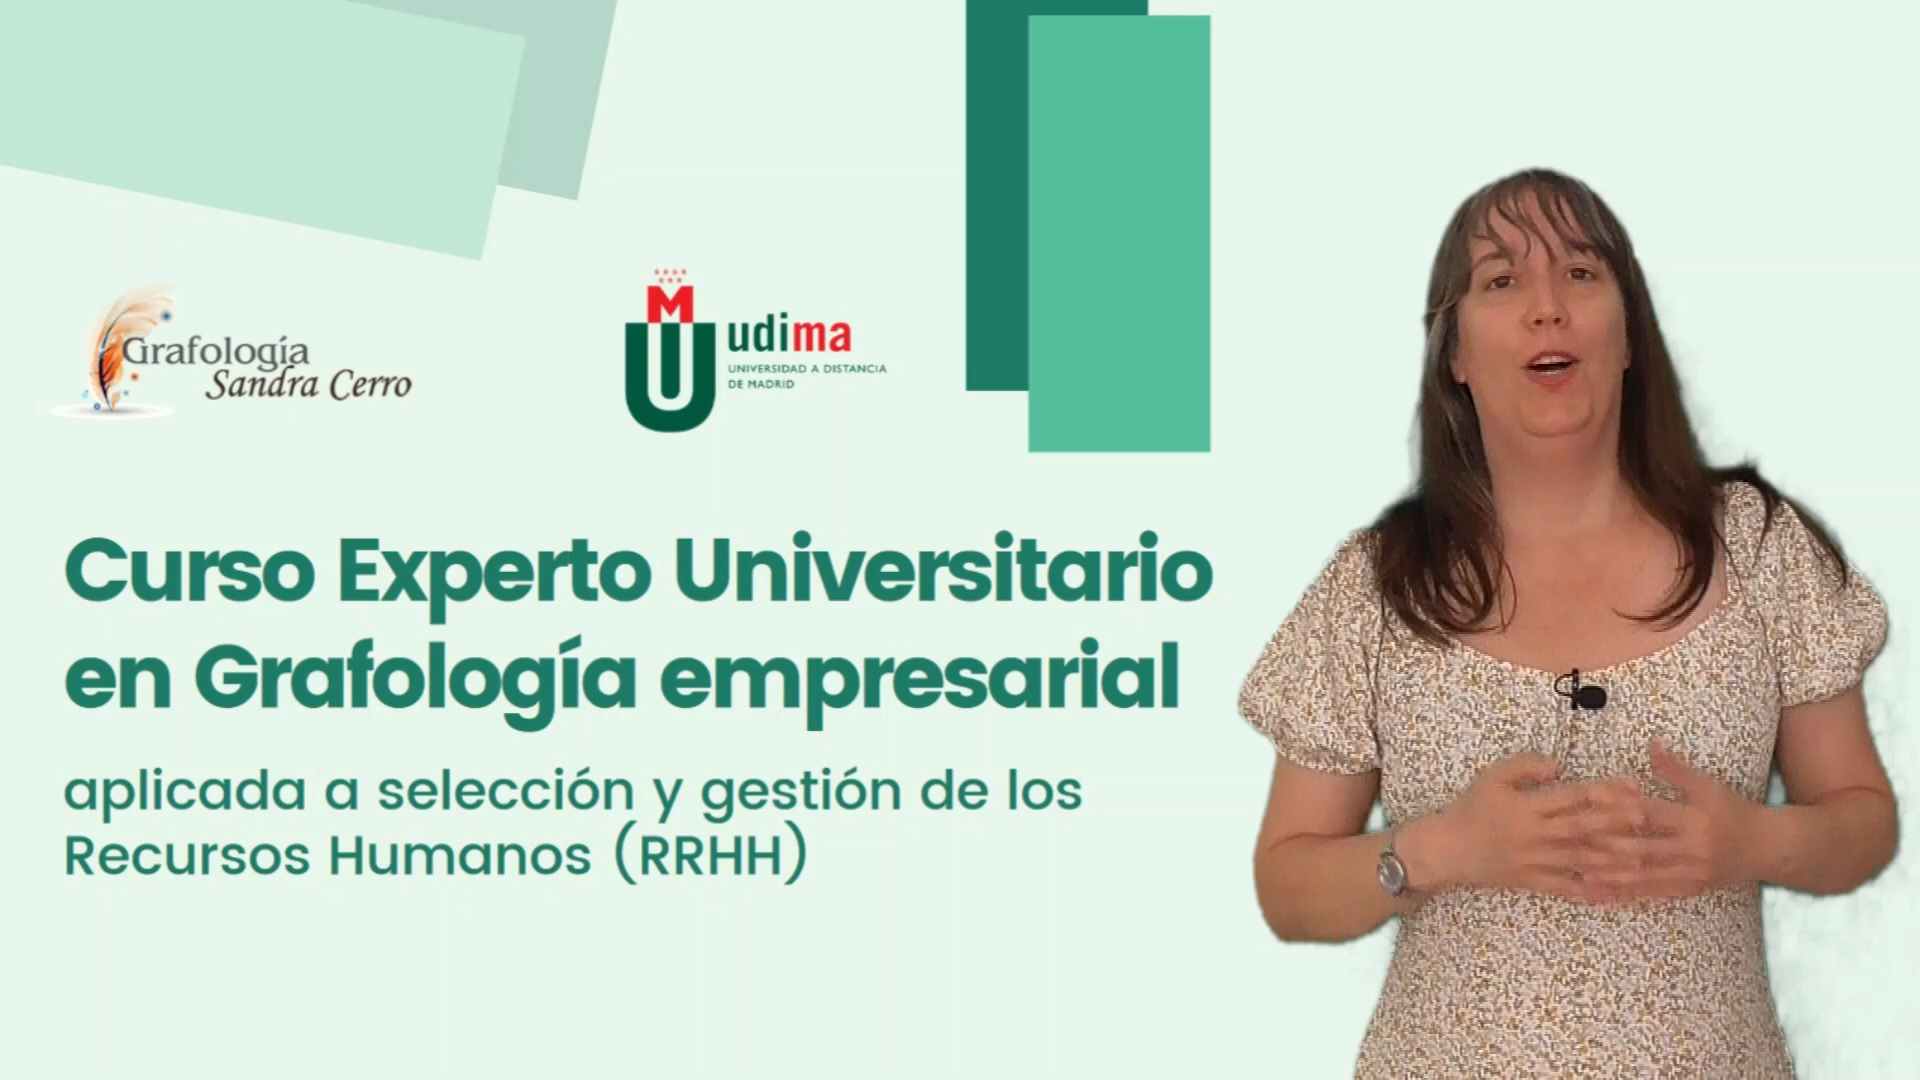 Grafología
Sandra Cerro
M
U
udima
UNIVERSIDAD A DISTANCIA
DE MADRID
Curso Experto Universitario
en Grafología empresarial
aplicada a selección y gestión de los
Recursos Humanos (RRHH)